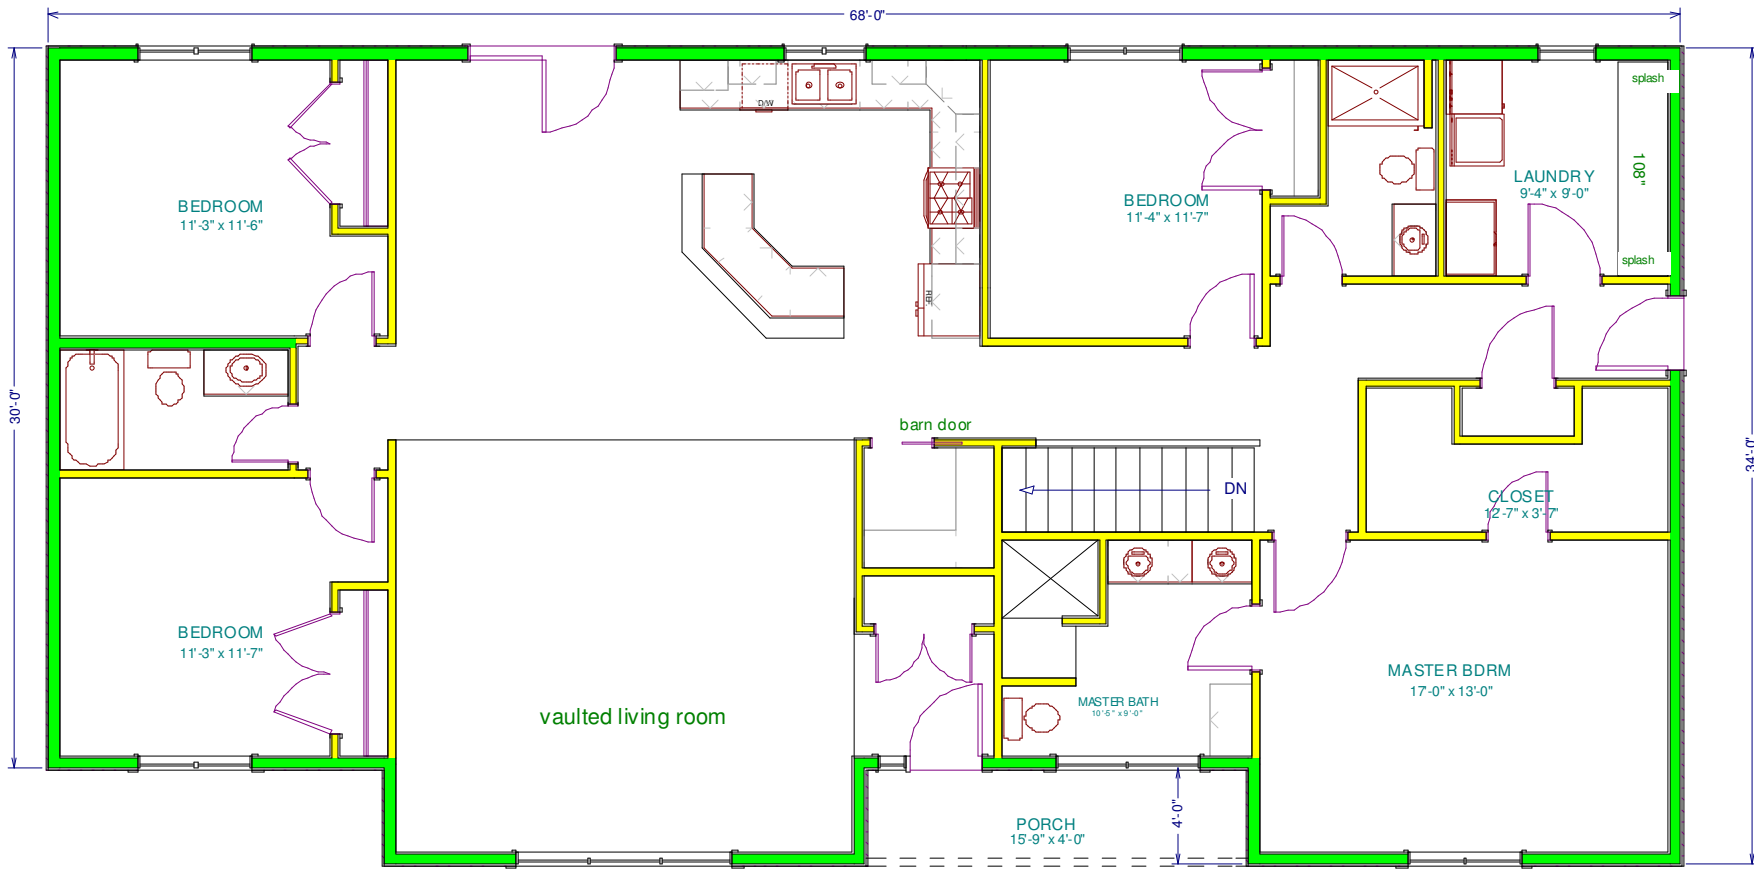 68'-0"
splash
D/W
108"
LAUNDRY
9'-4" x 9'-0"
BEDROOM
11'-3" x 11'-6"
BEDROOM
11'-4" x 11'-7"
splash
REF.
30'-0"
34'-0"
barn door
DN
CLOSET
12'-7" x 3'-7"
BEDROOM
11'-3" x 11'-7"
MASTER BDRM
17'-0" x 13'-0"
MASTER BATH
10'-5" x 9'-0"
vaulted living room
4'-0"
PORCH
15'-9" x 4'-0"